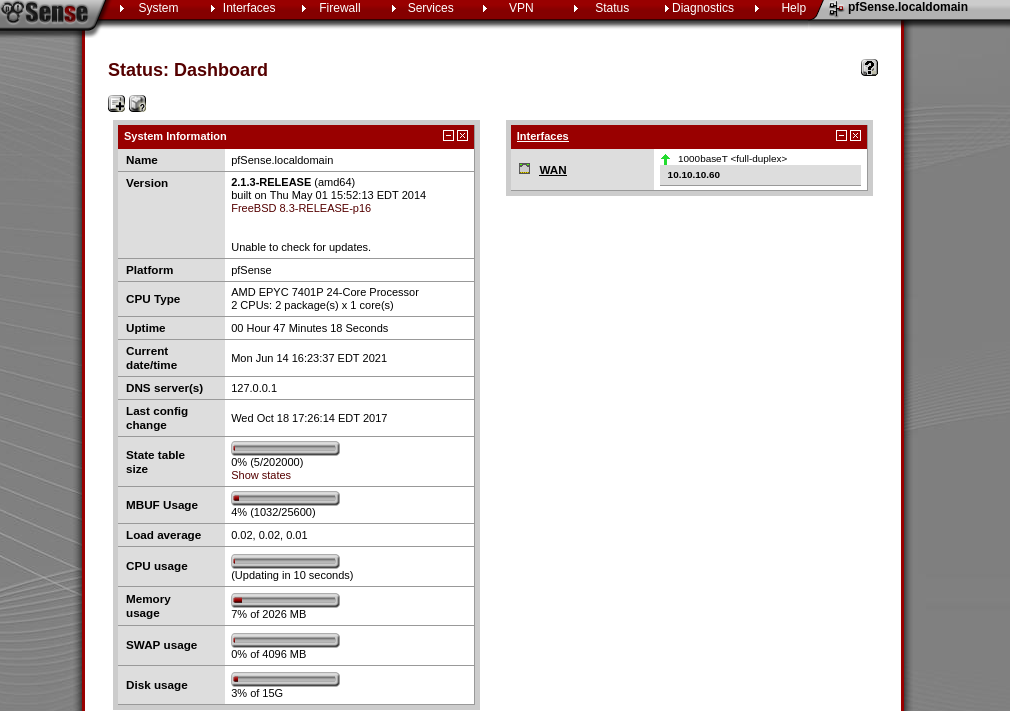 Sense
System
Interfaces
Firewall
Services
VPN
Status
Diagnostics
Help
pfSense.localdomain
Status: Dashboard
System Information
Name
pfSense.localdomain
Version
2.1.3-RELEASE (amd64)
built on Thu May 01 15:52:13 EDT 2014
FreeBSD 8.3-RELEASE-p16
Unable to check for updates.
Platform
pfSense
CPU Type
AMD EPYC 7401P 24-Core Processor
2 CPUs: 2 package(s) x 1 core(s)
Uptime
00 Hour 47 Minutes 18 Seconds
Current
date/time
Mon Jun 14 16:23:37 EDT 2021
DNS server(s)
127.0.0.1
Last config
change
Wed Oct 18 17:26:14 EDT 2017
State table
size
0% (5/202000)
Show states
MBUF Usage
4% (1032/25600)
Load average
0.02, 0.02, 0.01
CPU usage
(Updating in 10 seconds)
Memory
usage
7% of 2026 MB
SWAP usage
0% of 4096 MB
Disk usage
3% of 15G
Interfaces
WAN
1000baseT <full-duplex>
10.10.10.60